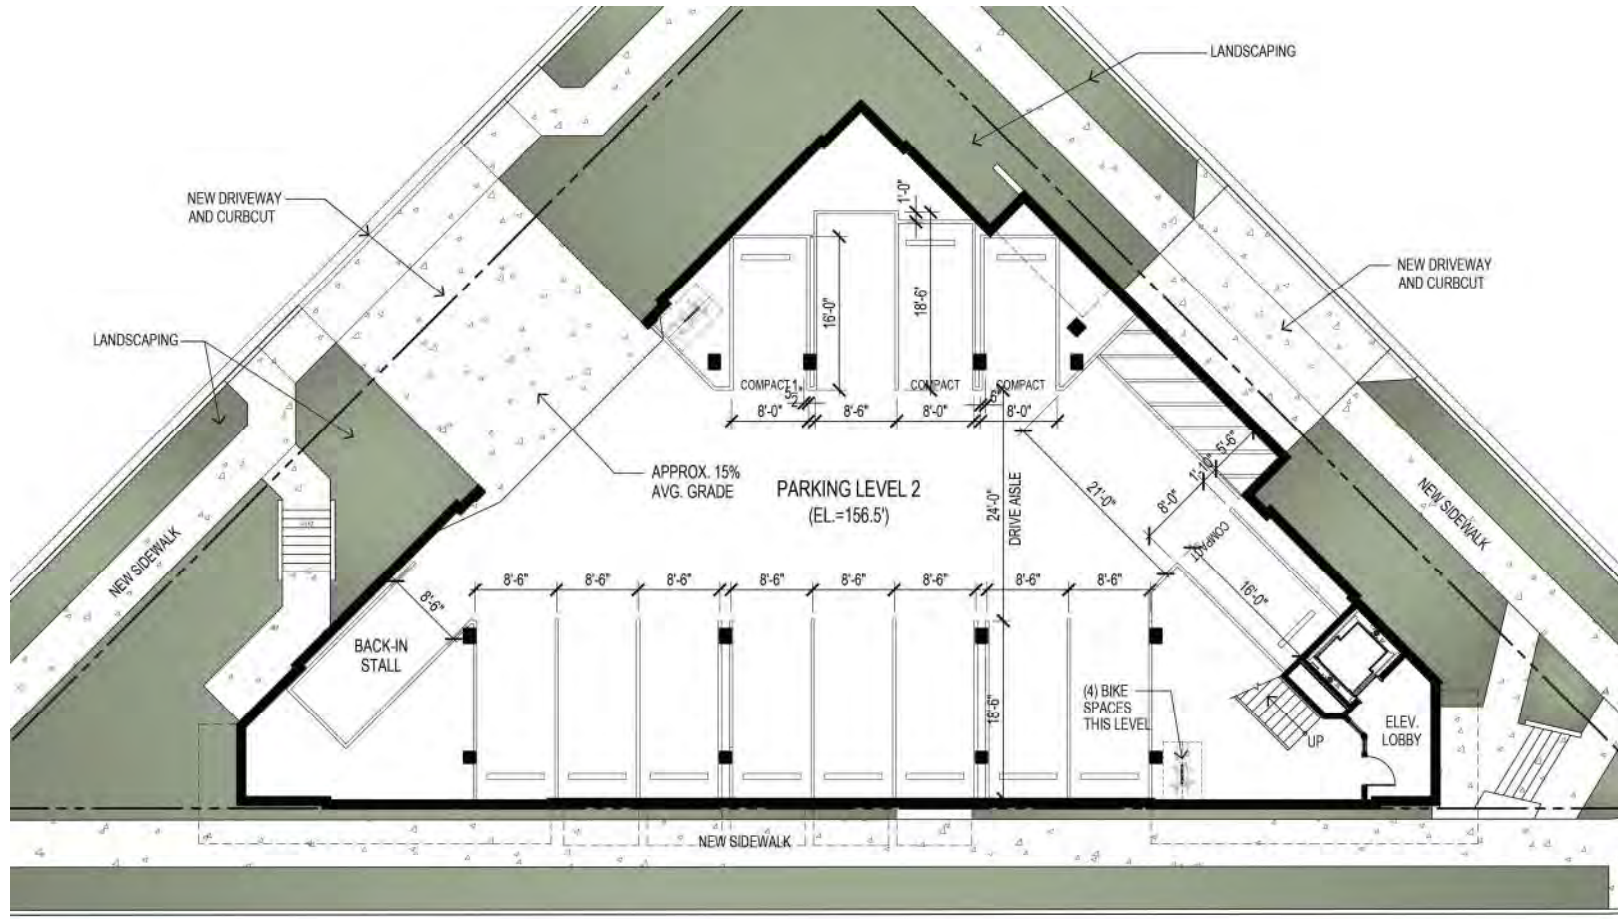 LANDSCAPING
NEW DRIVEWAY
AND CURBCUT
1'-0"
NEW DRIVEWAY
AND CURBCUT
16'-0"
18'-6"
LANDSCAPING
COMPACT
COMPACT
COMPACT
8'-0"
8'-6"
8'-0"
8'-0"
5'-6"
1'-10"
APPROX. 15%
AVG. GRADE
PARKING LEVEL 2
(EL.=156.5')
24'-0"
DRIVE AISLE
21'-0"
8'-0"
COMPACT
NEW SIDEWALK
NEW SIDEWALK
8'-6"
8'-6"
8'-6"
8'-6"
8'-6"
8'-6"
8'-6"
8'-6"
8'-6"
16'-0"
BACK-IN
STALL
18'-6"
(4) BIKE
SPACES
THIS LEVEL
UP
ELEV.
LOBBY
NEW SIDEWALK